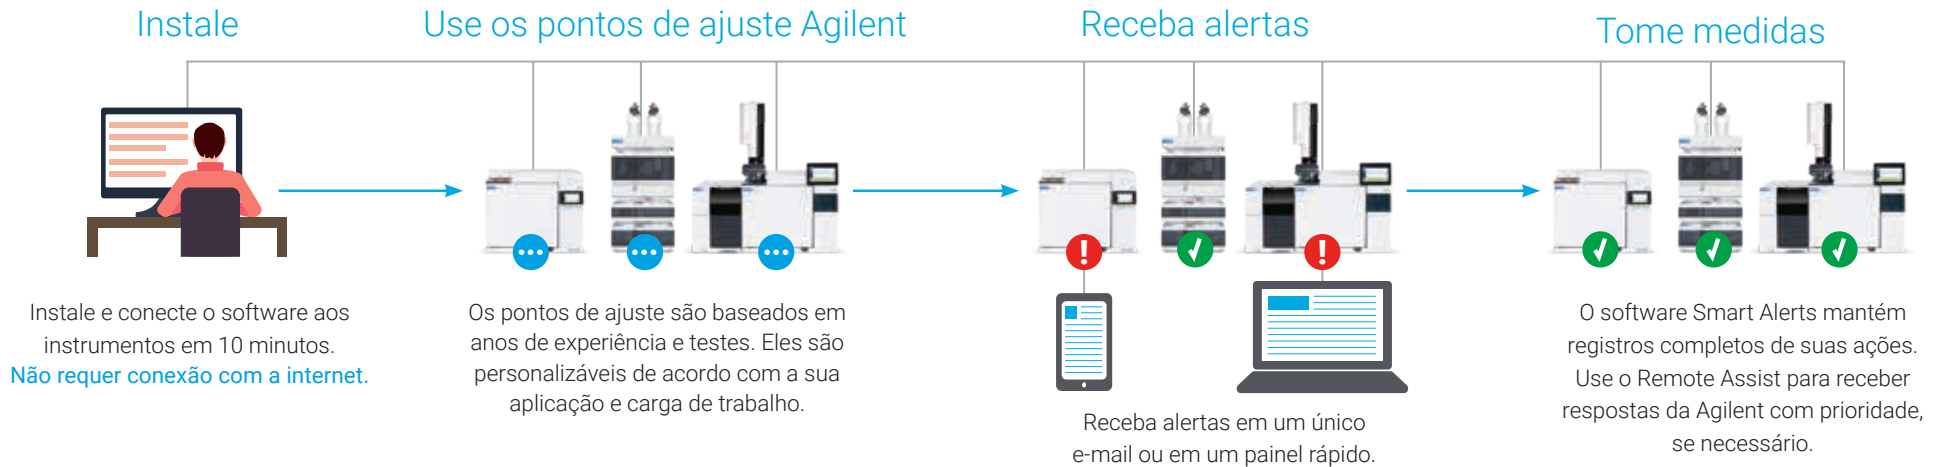 Instale
Instale e conecte o software aos
instrumentos em 10 minutos.
Não requer conexão com a internet.
Use os pontos de ajuste Agilent
Os pontos de ajuste são baseados em
anos de experiência e testes. Eles são
personalizáveis de acordo com a sua
aplicação e carga de trabalho.
Receba alertas
Receba alertas em um único
e-mail ou em um painel rápido.
Tome medidas
O software Smart Alerts mantém
registros completos de suas ações.
Use o Remote Assist para receber
respostas da Agilent com prioridade,
se necessário.